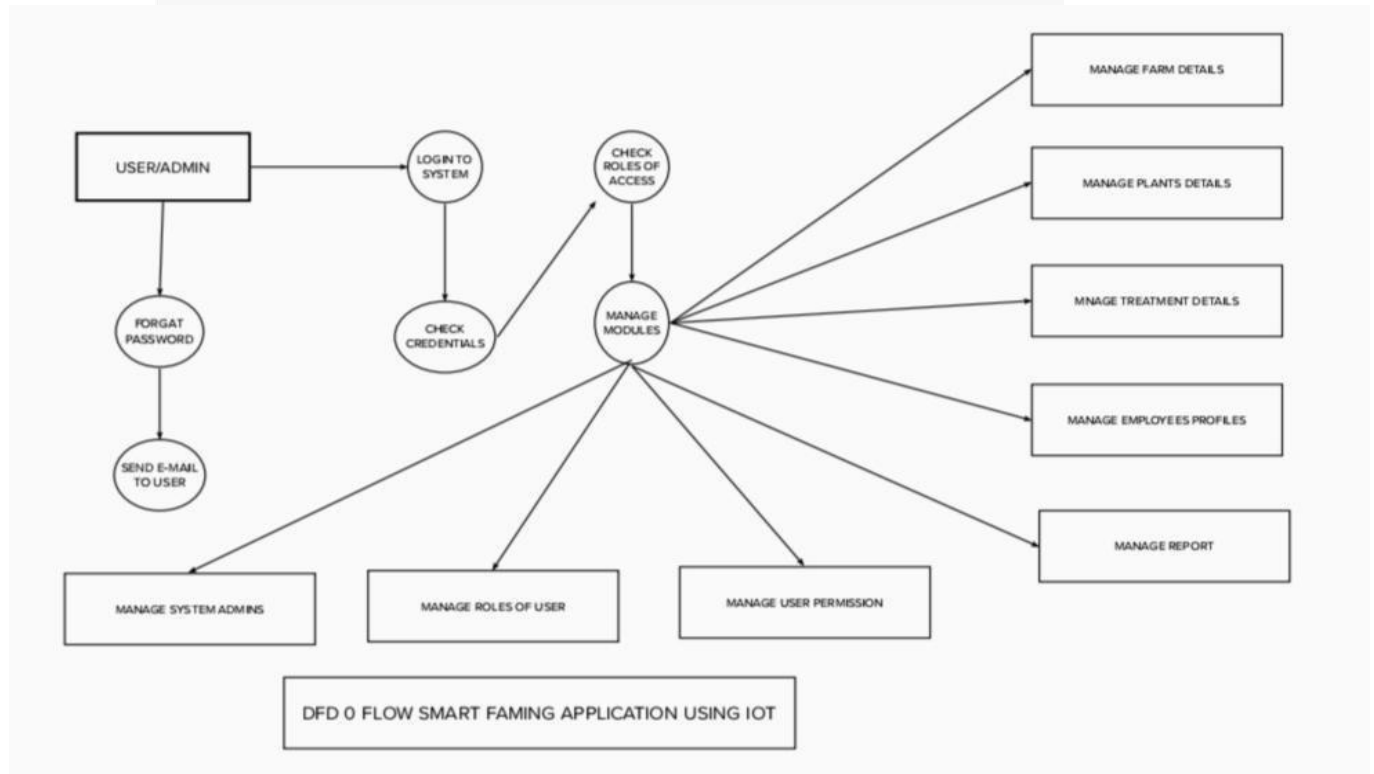 MANAGE FARM DETAILS
USER/ADMIN
LOGIN TO
SYSTEM
CHECK
ROLES OF
ACCESS
MANAGE PLANTS DETAILS
FORGAT
PASSWORD
CHECK
CREDENTIALS
MANAGE
MODULES
MNAGE TREATMENT DETAILS
MANAGE EMPLOYEES PROFILES
SEND E-MAIL
TO USER
MANAGE REPORT
MANAGE SYSTEM ADMINS
MANAGE ROLES OF USER
MANAGE USER PERMISSION
DFD 0 FLOW SMART FAMING APPLICATION USING IOT